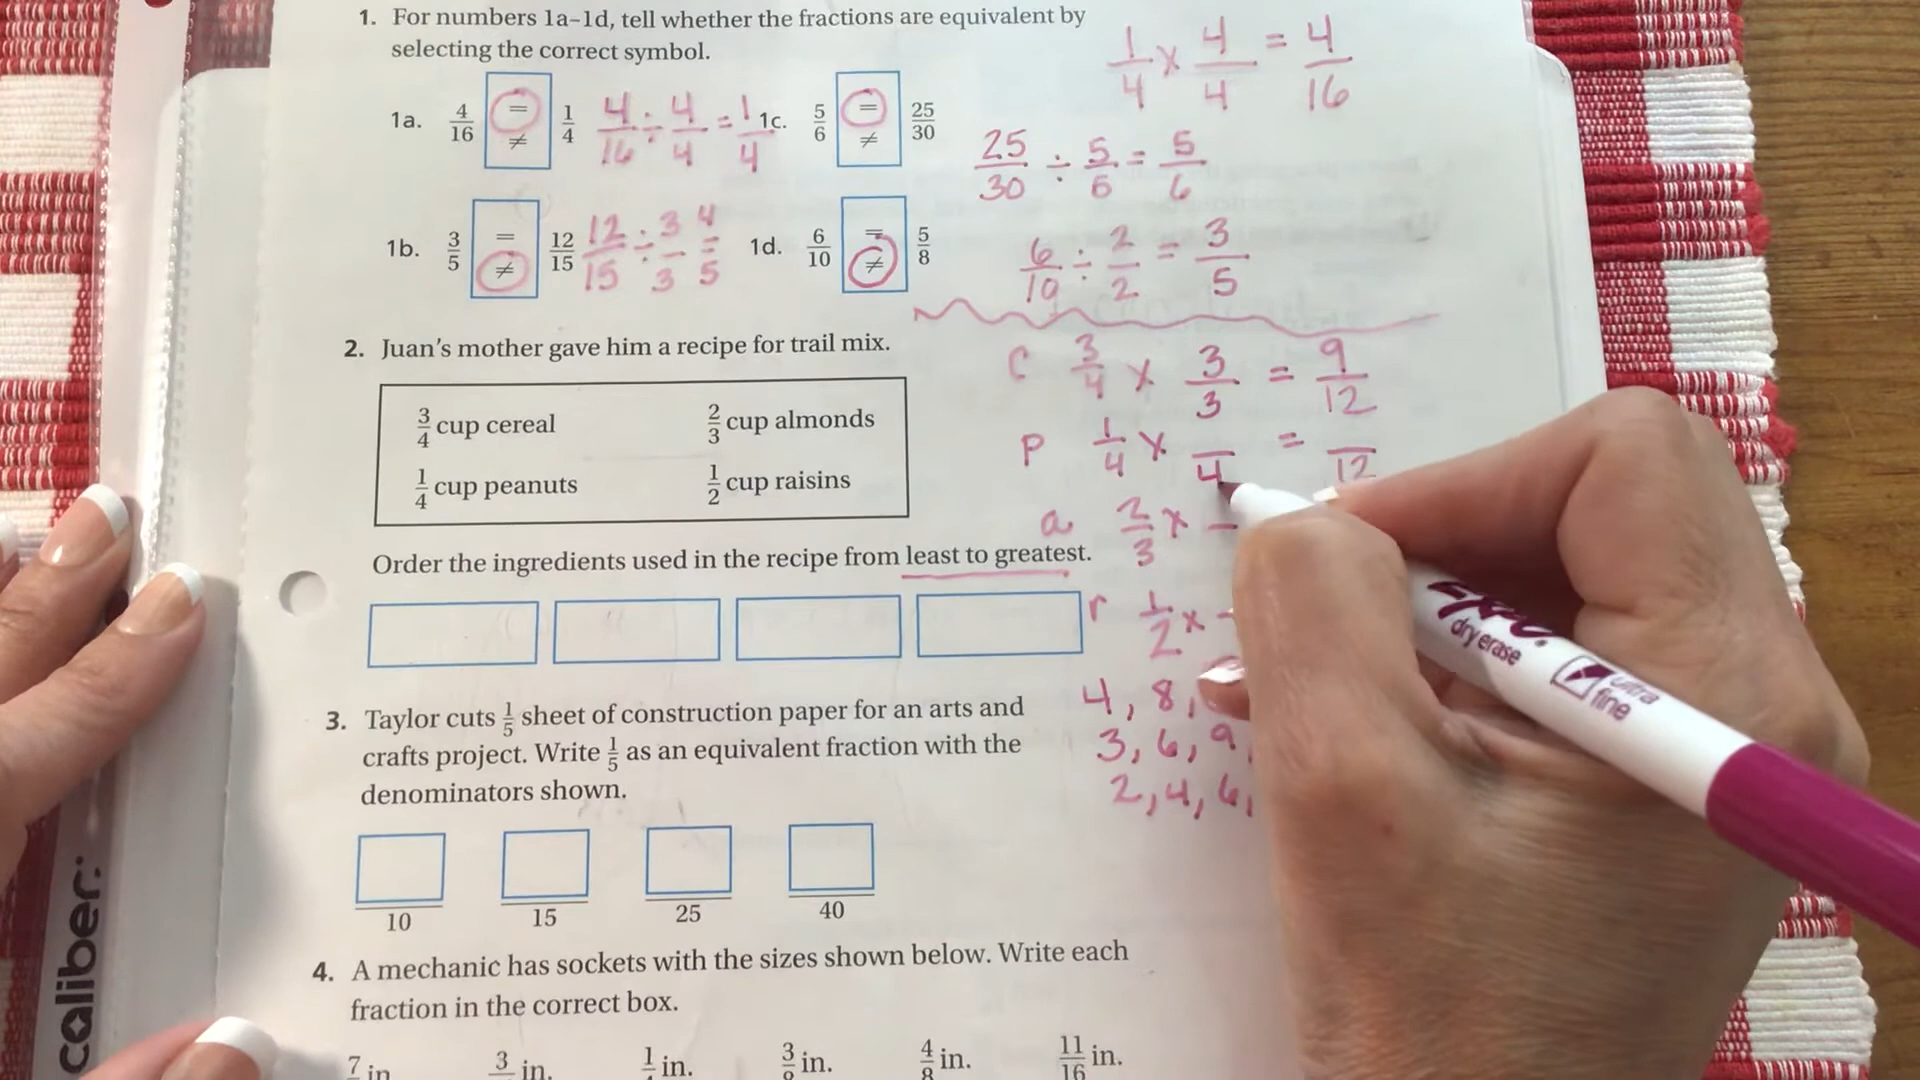 1. For numbers 1a–1d, tell whether the fractions are equivalent by
selecting the correct symbol.
1/4 x 4/4 = 4/16
1a. 4/16 = ≠ 1/4 4/16 ÷ 4/4 = 1/4 1c. 5/6 = ≠ 25/30
25/30 ÷ 5/6 = 5/6
1b. 3/5 = ≠ 12/15 12/15 ÷ 3/3 = 4/5 1d. 6/10 = ≠ 5/8
6/10 ÷ 2/2 = 3/5
2. Juan's mother gave him a recipe for trail mix.
3/4 cup cereal 2/3 cup almonds
1/4 cup peanuts 1/2 cup raisins
C 3/4 x 3/3 = 9/12
P 1/4 x /4 = /12
a 2/3 x
r 1/2 x
Order the ingredients used in the recipe from least to greatest.
4, 8,
3, 6, 9,
2, 4, 6,
3. Taylor cuts 1/5 sheet of construction paper for an arts and
crafts project. Write 1/5 as an equivalent fraction with the
denominators shown.
10 15 25 40
4. A mechanic has sockets with the sizes shown below. Write each
fraction in the correct box.
7 in. 3 in. 1 in. 3/8 in. 4/8 in. 11/16 in.
caliber:
EXPO
dry erase
ultra
fine